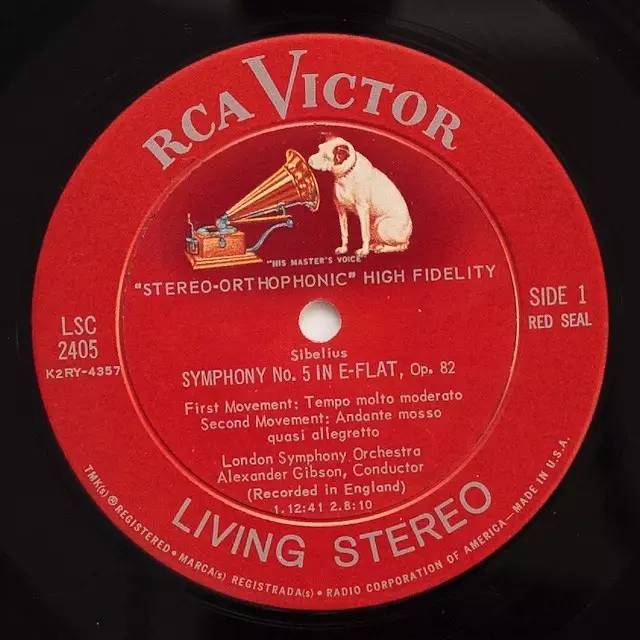 RCA VICTOR
"HIS MASTER'S VOICE"
"STEREO-ORTHOPHONIC" HIGH FIDELITY
LSC
2405
K2RY-4357
SIDE 1
RED SEAL
Sibelius
SYMPHONY No. 5 IN E-FLAT, Op. 82
First Movement: Tempo molto moderato
Second Movement: Andante mosso
quasi allegretto
London Symphony Orchestra
Alexander Gibson, Conductor
(Recorded in England)
1. 12:41 2. 8:10
LIVING STEREO
TMK(s) ® REGISTERED • MARCA(s) REGISTRADA(s) • RADIO CORPORATION OF AMERICA—MADE IN U.S.A.